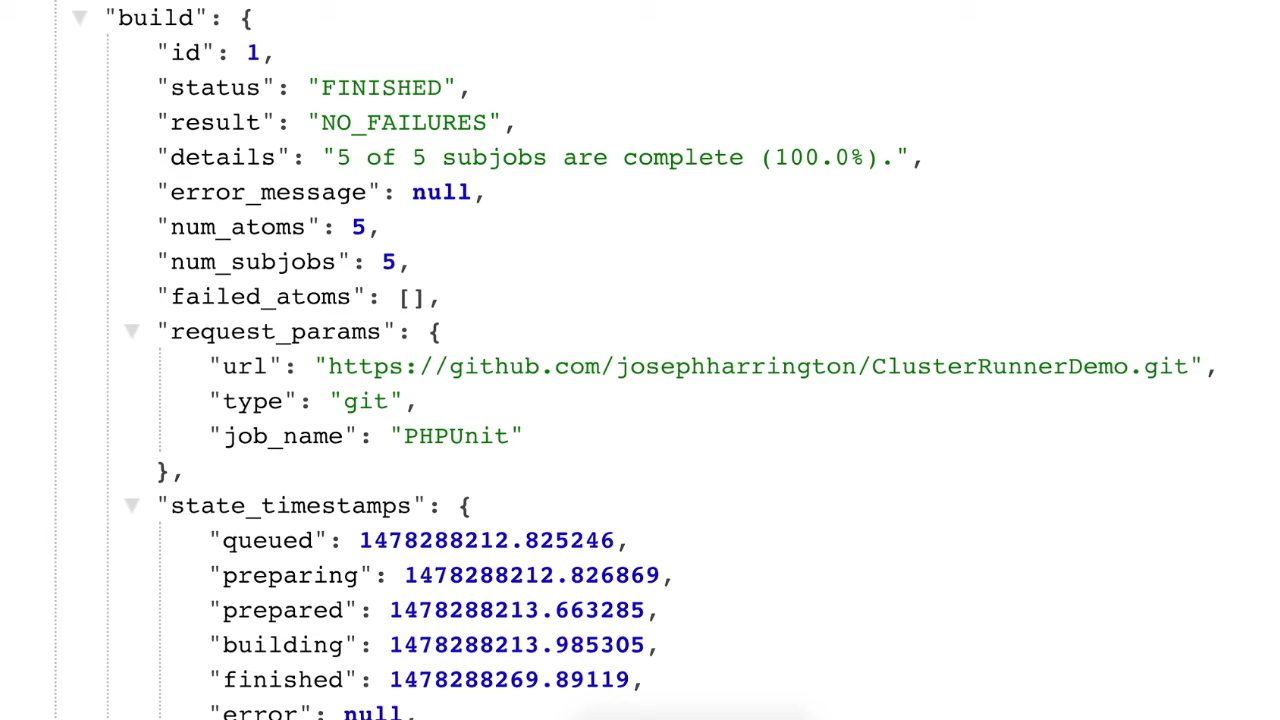 "build": {
"id": 1,
"status": "FINISHED",
"result": "NO_FAILURES",
"details": "5 of 5 subjobs are complete (100.0%).",
"error_message": null,
"num_atoms": 5,
"num_subjobs": 5,
"failed_atoms": [],
"request_params": {
"url": "https://github.com/josephharrington/ClusterRunnerDemo.git",
"type": "git",
"job_name": "PHPUnit"
},
"state_timestamps": {
"queued": 1478288212.825246,
"preparing": 1478288212.826869,
"prepared": 1478288213.663285,
"building": 1478288213.985305,
"finished": 1478288269.89119,
"error": null,